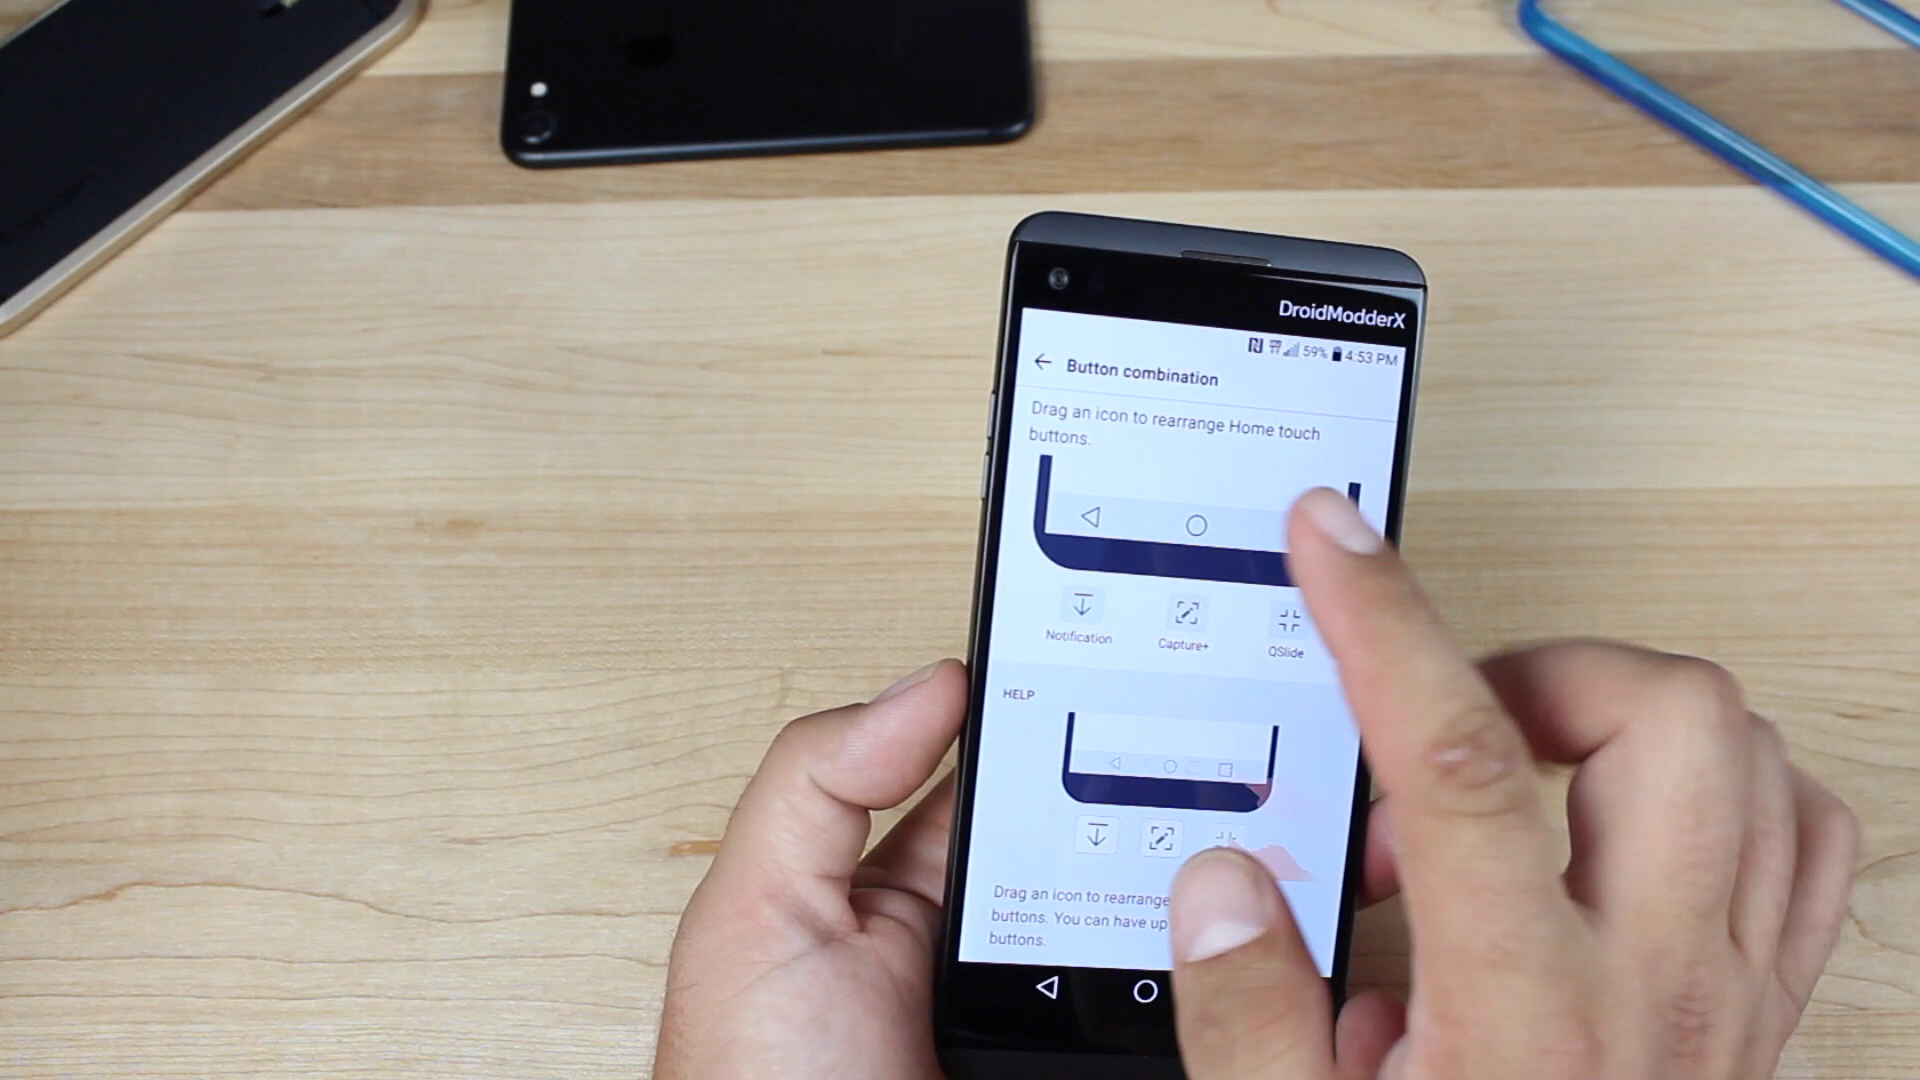 DroidModderX
59% 4:53 PM
Button combination
Drag an icon to rearrange Home touch
buttons.
Notification
Capture+
QSlide
HELP
Drag an icon to rearrange
buttons. You can have up
buttons.